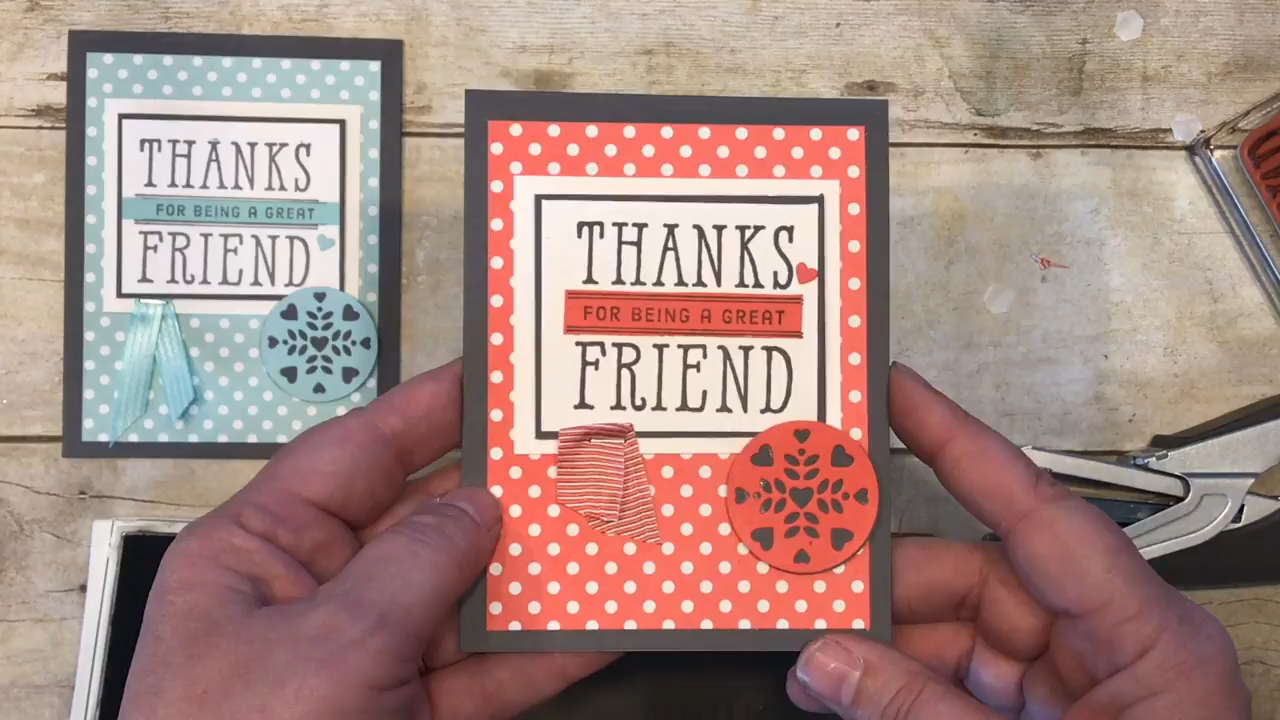 THANKS
FOR BEING A GREAT
FRIEND
THANKS
FOR BEING A GREAT
FRIEND